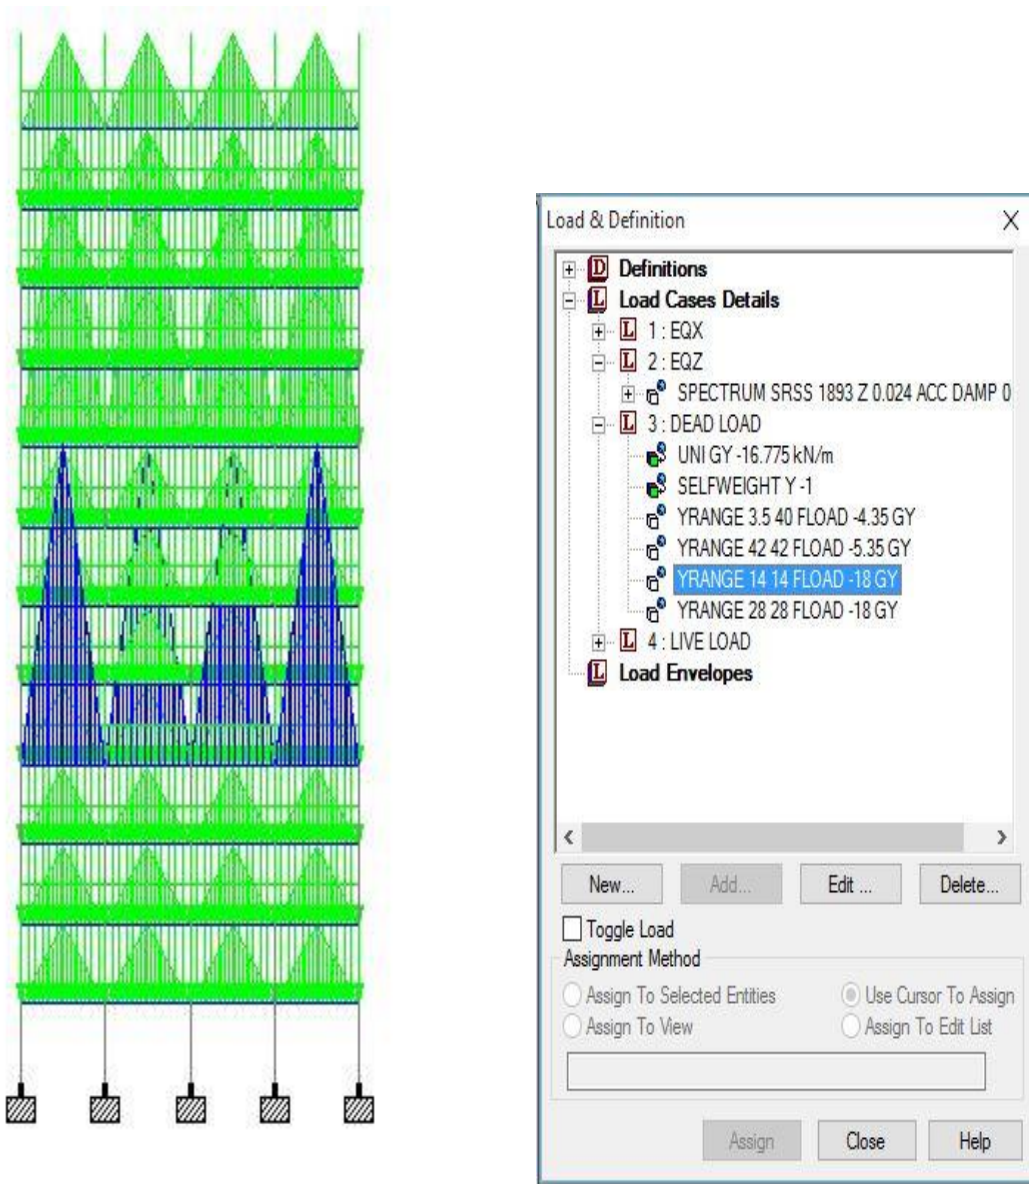 Load & Definition
D Definitions
L Load Cases Details
L 1 : EQX
L 2 : EQZ
SPECTRUM SRSS 1893 Z 0.024 ACC DAMP 0
L 3 : DEAD LOAD
UNI GY -16.775 kN/m
SELFWEIGHT Y -1
YRANGE 3.5 40 FLOAD -4.35 GY
YRANGE 42 42 FLOAD -5.35 GY
YRANGE 14 14 FLOAD -18 GY
YRANGE 28 28 FLOAD -18 GY
L 4 : LIVE LOAD
L Load Envelopes
New... Add... Edit ... Delete...
Toggle Load
Assignment Method
Assign To Selected Entities Use Cursor To Assign
Assign To View Assign To Edit List
Assign Close Help